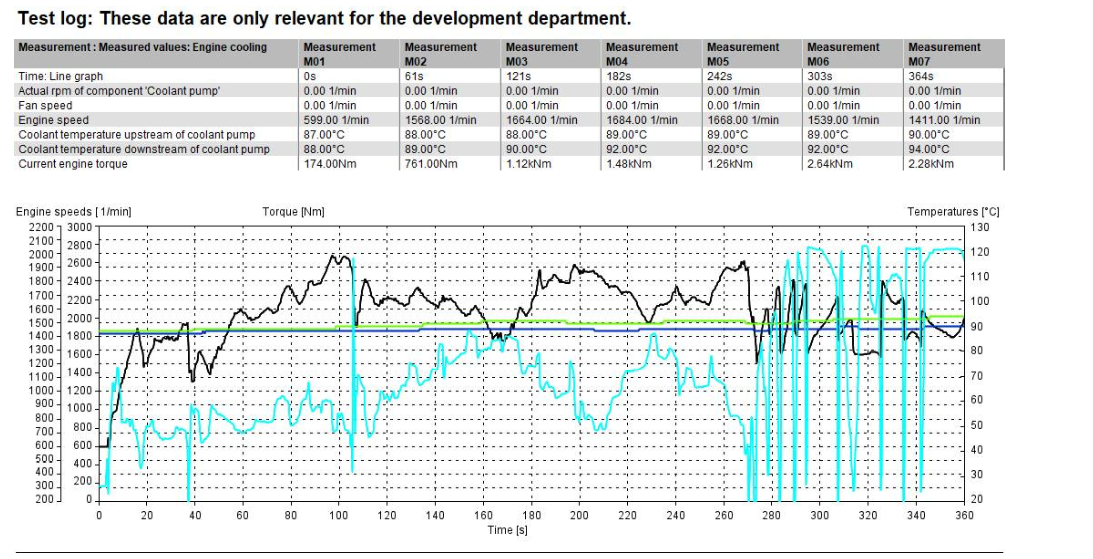 Test log: These data are only relevant for the development department.
Measurement : Measured values: Engine cooling Measurement M01 Measurement M02 Measurement M03 Measurement M04 Measurement M05 Measurement M06 Measurement M07
Time: Line graph 0s 61s 121s 182s 242s 303s 364s
Actual rpm of component 'Coolant pump' 0.00 1/min 0.00 1/min 0.00 1/min 0.00 1/min 0.00 1/min 0.00 1/min 0.00 1/min
Fan speed 0.00 1/min 0.00 1/min 0.00 1/min 0.00 1/min 0.00 1/min 0.00 1/min 0.00 1/min
Engine speed 599.00 1/min 1568.00 1/min 1664.00 1/min 1684.00 1/min 1668.00 1/min 1539.00 1/min 1411.00 1/min
Coolant temperature upstream of coolant pump 87.00°C 88.00°C 88.00°C 89.00°C 89.00°C 89.00°C 90.00°C
Coolant temperature downstream of coolant pump 88.00°C 89.00°C 90.00°C 92.00°C 92.00°C 92.00°C 94.00°C
Current engine torque 174.00Nm 761.00Nm 1.12kNm 1.48kNm 1.26kNm 2.64kNm 2.28kNm
Engine speeds [ 1/min] Torque [Nm] Temperatures [°C]
2200 3000 130
2100 2800
2000 120
1900 2600
1800 2400 110
1700
1600 2200 100
1500 2000
1400 90
1300 1800
1200 1600 80
1100 1400 70
1000 1200
900 60
800 1000
700 800 50
600 600 40
500
400 400 30
300 200
200 0 20
0 20 40 60 80 100 120 140 160 180 200 220 240 260 280 300 320 340 360
Time [s]